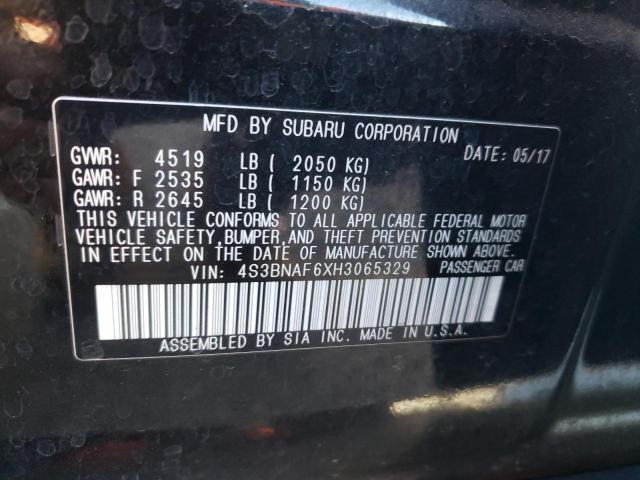 MFD BY SUBARU CORPORATION
GVWR: 4519 LB ( 2050 KG) DATE: 05/17
GAWR: F 2535 LB ( 1150 KG)
GAWR: R 2645 LB ( 1200 KG)
THIS VEHICLE CONFORMS TO ALL APPLICABLE FEDERAL MOTOR
VEHICLE SAFETY, BUMPER, AND THEFT PREVENTION STANDARDS
IN EFFECT ON THE DATE OF MANUFACTURE SHOWN ABOVE.
VIN: 4S3BNAF6XH3065329 PASSENGER CAR
ASSEMBLED BY SIA INC. MADE IN U.S.A.